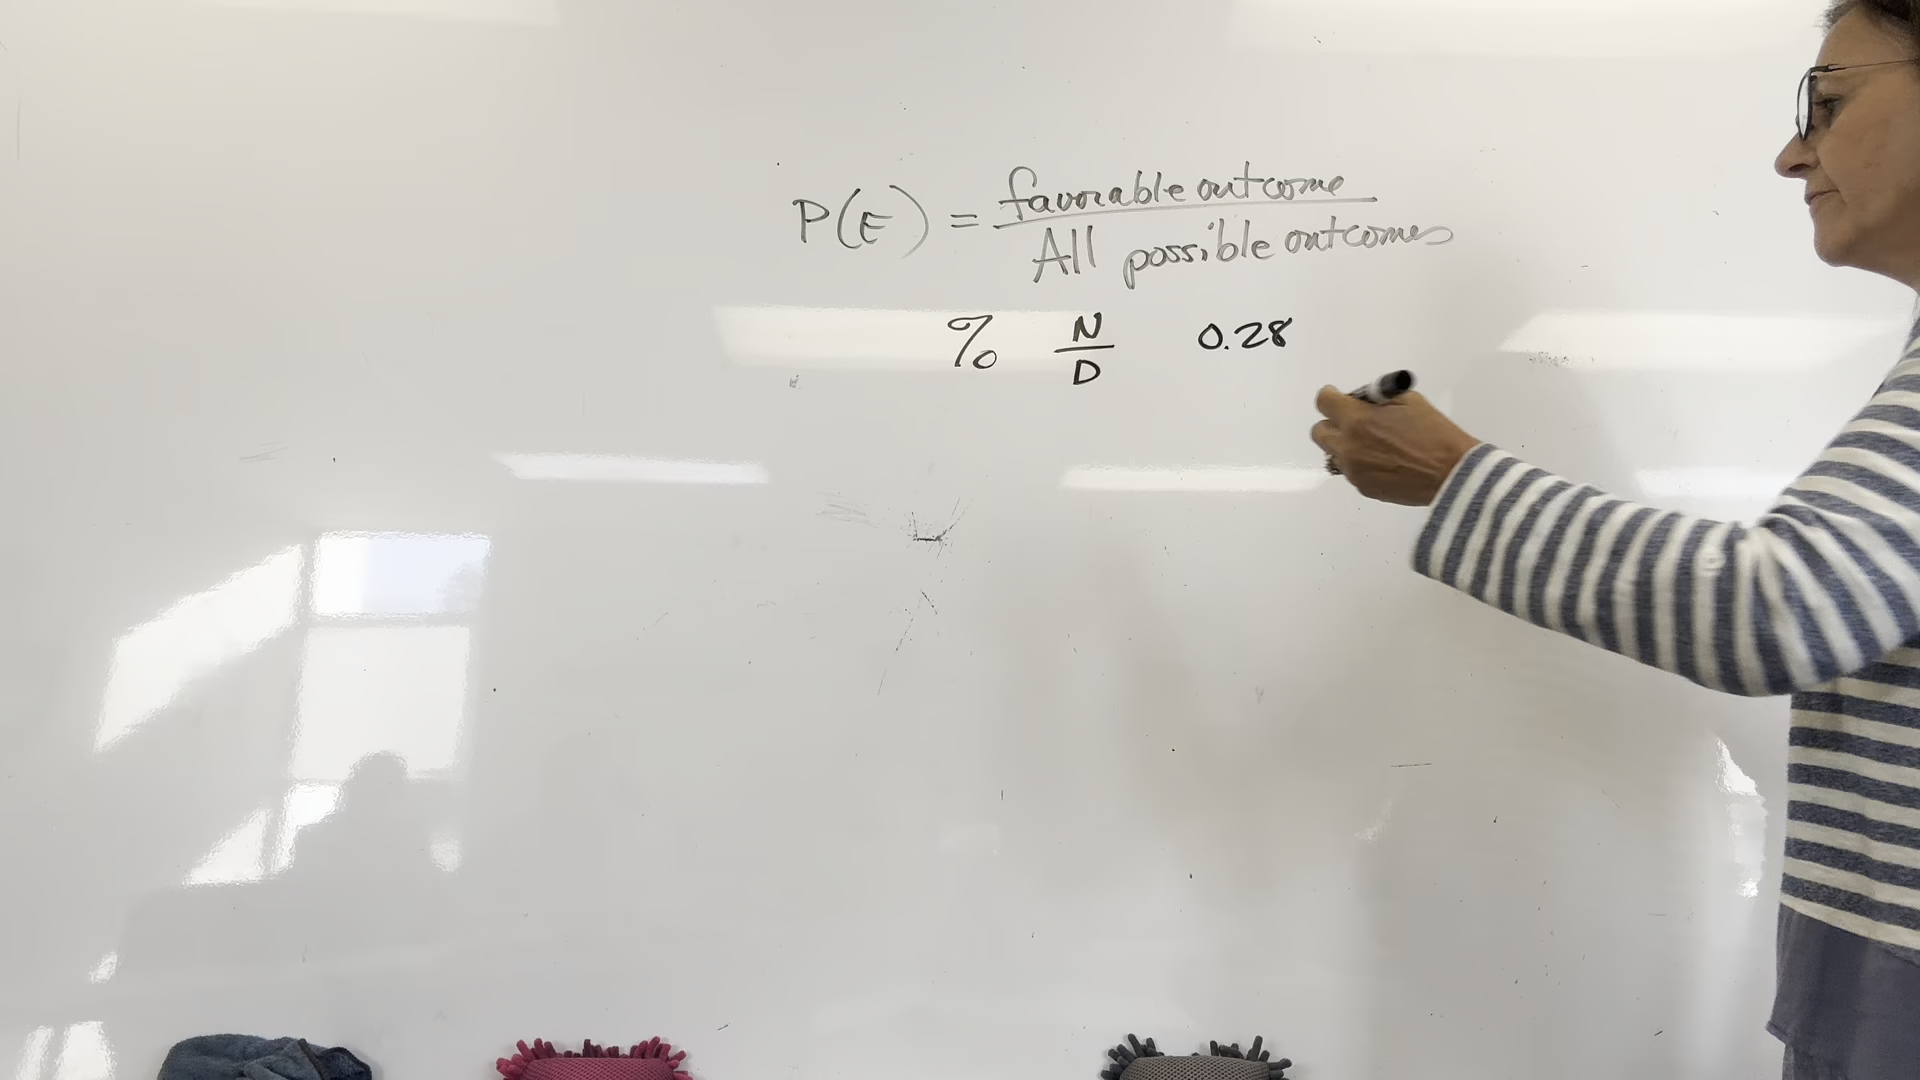 P(E) = favorable outcome
All possible outcomes
% N 0.28
D